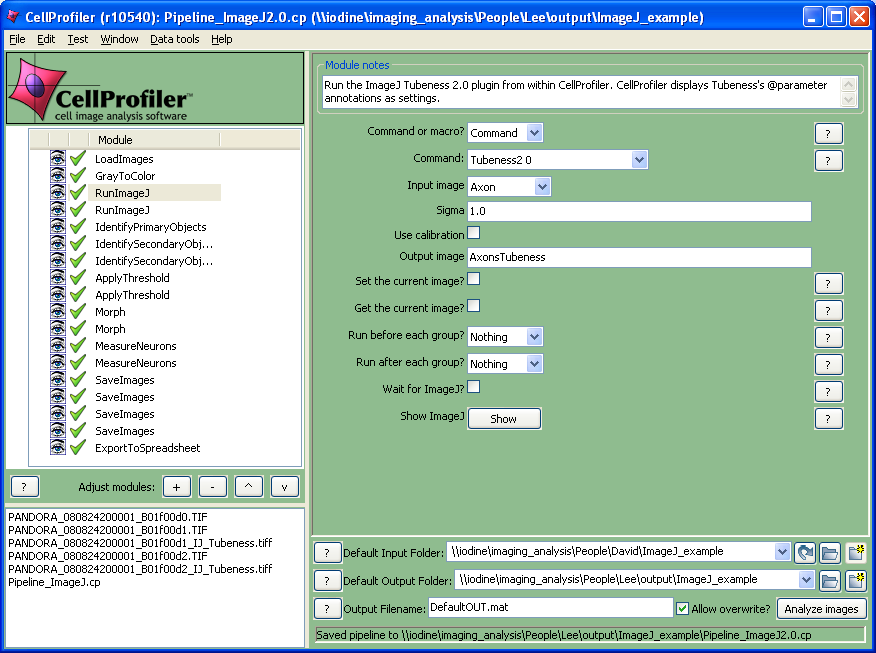 CellProfiler (r10540): Pipeline_ImageJ2.0.cp (\\iodine\imaging_analysis\People\Lee\output\ImageJ_example)
File Edit Test Window Data tools Help
CellProfiler™
cell image analysis software
Module
LoadImages
GrayToColor
RunImageJ
RunImageJ
IdentifyPrimaryObjects
IdentifySecondaryObj...
IdentifySecondaryObj...
ApplyThreshold
ApplyThreshold
Morph
Morph
MeasureNeurons
MeasureNeurons
SaveImages
SaveImages
SaveImages
SaveImages
ExportToSpreadsheet
? Adjust modules: + - ^ v
PANDORA_080824200001_B01f00d0.TIF
PANDORA_080824200001_B01f00d1.TIF
PANDORA_080824200001_B01f00d1_IJ_Tubeness.tiff
PANDORA_080824200001_B01f00d2.TIF
PANDORA_080824200001_B01f00d2_IJ_Tubeness.tiff
Pipeline_ImageJ.cp
Module notes
Run the ImageJ Tubeness 2.0 plugin from within CellProfiler. CellProfiler displays Tubeness's @parameter
annotations as settings.
Command or macro? Command ?
Command: Tubeness2 0 ?
Input image Axon
Sigma 1.0
Use calibration
Output image AxonsTubeness
Set the current image? ?
Get the current image? ?
Run before each group? Nothing ?
Run after each group? Nothing ?
Wait for ImageJ? ?
Show ImageJ Show ?
? Default Input Folder: \\iodine\imaging_analysis\People\David\ImageJ_example
? Default Output Folder: \\iodine\imaging_analysis\People\Lee\output\ImageJ_example
? Output Filename: DefaultOUT.mat Allow overwrite? Analyze images
Saved pipeline to \\iodine\imaging_analysis\People\Lee\output\ImageJ_example\Pipeline_ImageJ2.0.cp